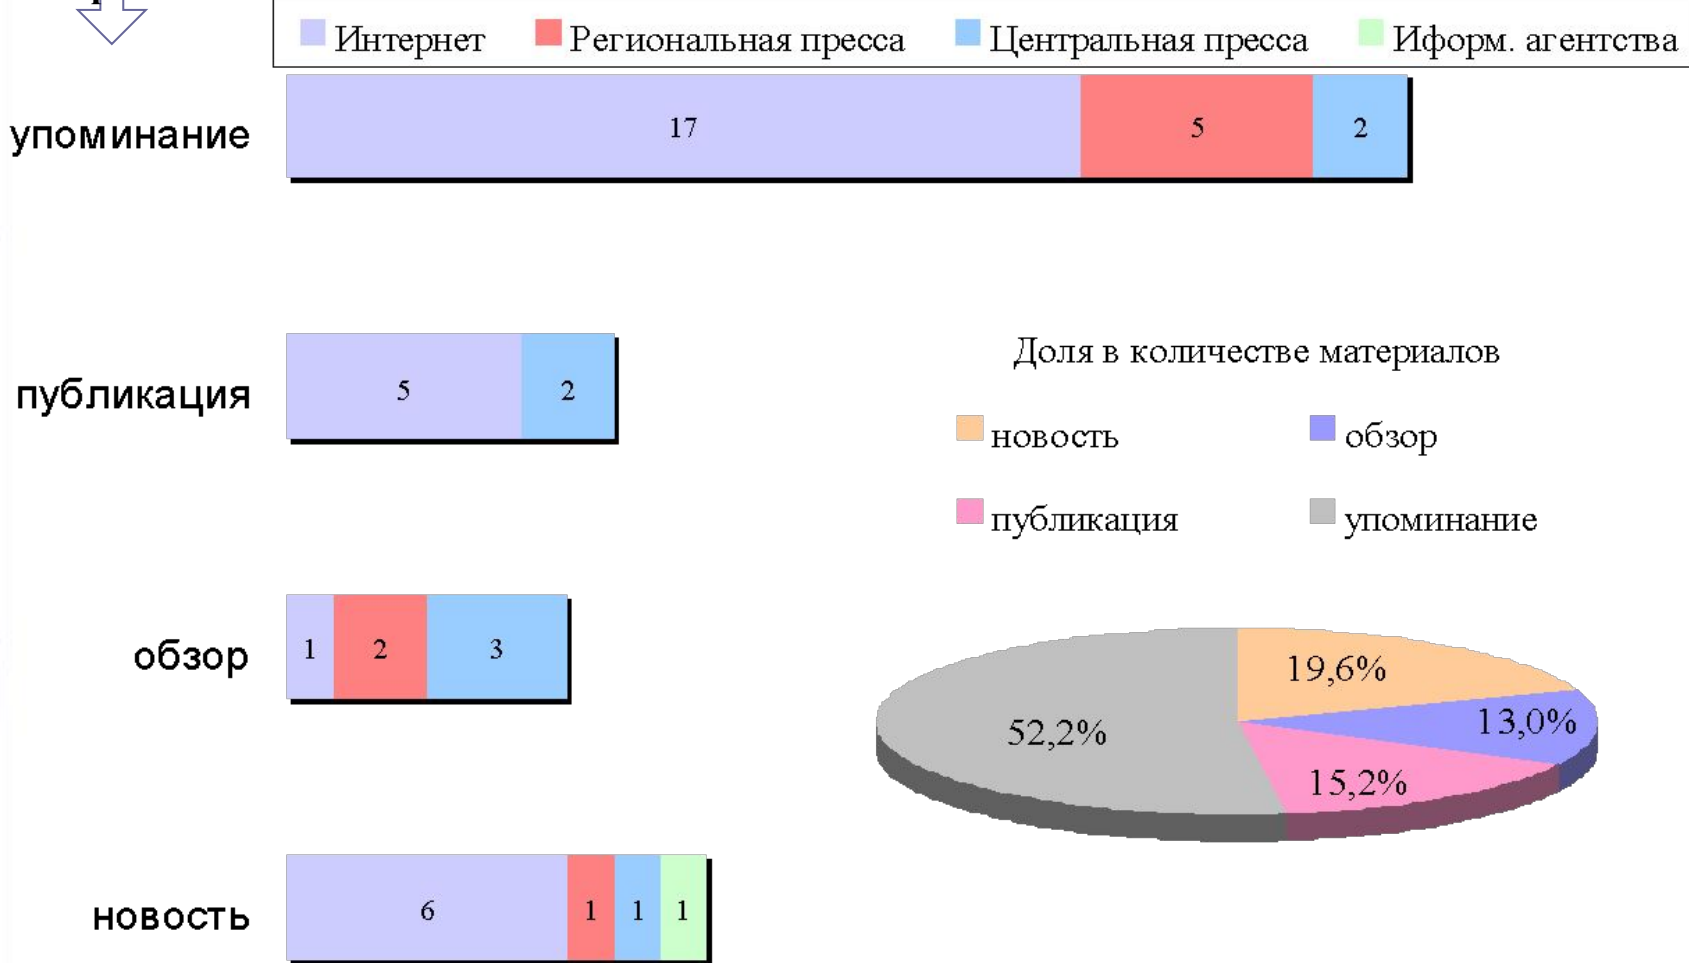 Интернет Региональная пресса Центральная пресса Иформ. агентства
упоминание 17 5 2
публикация 5 2
Доля в количестве материалов
новость обзор
публикация упоминание
обзор 1 2 3
19,6%
13,0%
52,2%
15,2%
новость 6 1 1 1